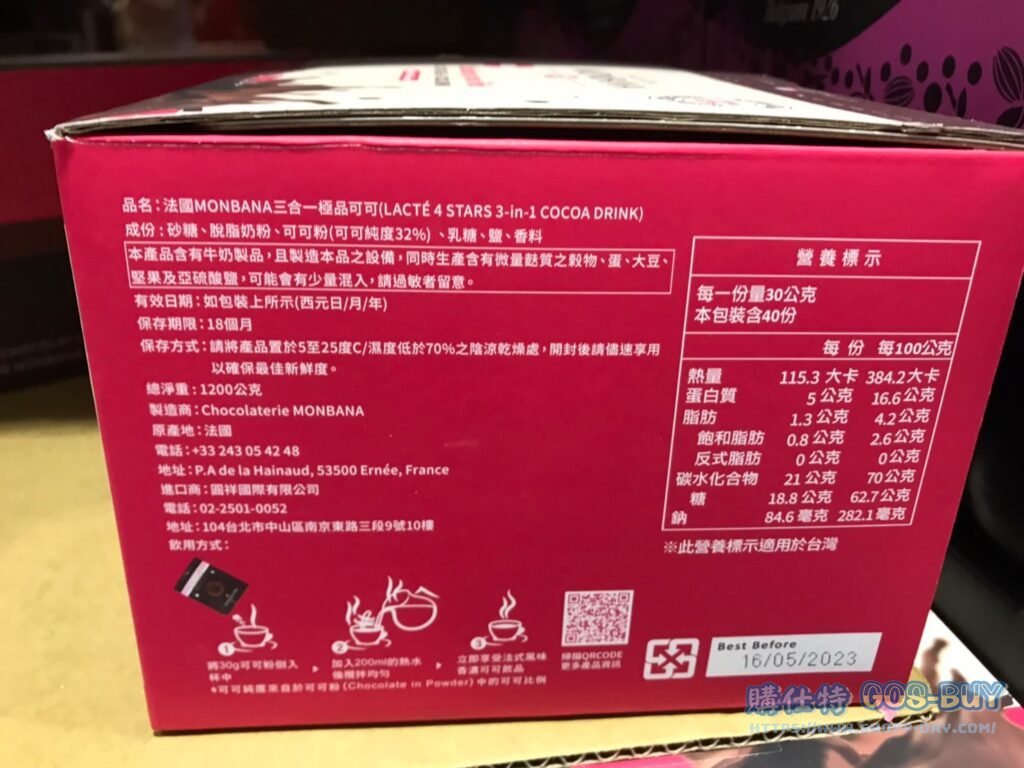 品名：法國MONBANA三合一極品可可(LACTÉ 4 STARS 3-in-1 COCOA DRINK)
成份：砂糖、脫脂奶粉、可可粉(可可純度32%) 、乳糖、鹽、香料
本產品含有牛奶製品，且製造本品之設備，同時生產含有微量麩質之穀物、蛋、大豆、
堅果及亞硫酸鹽，可能會有少量混入，請過敏者留意。
有效日期：如包裝上所示(西元日/月/年)
保存期限：18個月
保存方式：請將產品置於5至25度C/濕度低於70%之陰涼乾燥處，開封後請儘速享用
以確保最佳新鮮度。
總淨重：1200公克
製造商：Chocolaterie MONBANA
原產地：法國
電話：+33 243 05 42 48
地址：P.A de la Hainaud, 53500 Ernée, France
進口商：圓祥國際有限公司
電話：02-2501-0052
地址：104台北市中山區南京東路三段9號10樓
飲用方式：
1
將30g可可粉倒入
杯中
2
加入200ml的熱水
後攪拌均勻
3
立即享受法式風味
香濃可可飲品
掃描QRCODE
更多產品資訊
*可可純度來自於可可粉(Chocolate in Powder)中的可可比例
營養標示
每一份量30公克
本包裝含40份
每 份 每100公克
熱量 115.3 大卡 384.2大卡
蛋白質 5 公克 16.6公克
脂肪 1.3 公克 4.2公克
飽和脂肪 0.8 公克 2.6公克
反式脂肪 0 公克 0公克
碳水化合物 21 公克 70公克
糖 18.8 公克 62.7公克
鈉 84.6 毫克 282.1毫克
※此營養標示適用於台灣
Best Before
16/05/2023
購仕特 GOS-BUY